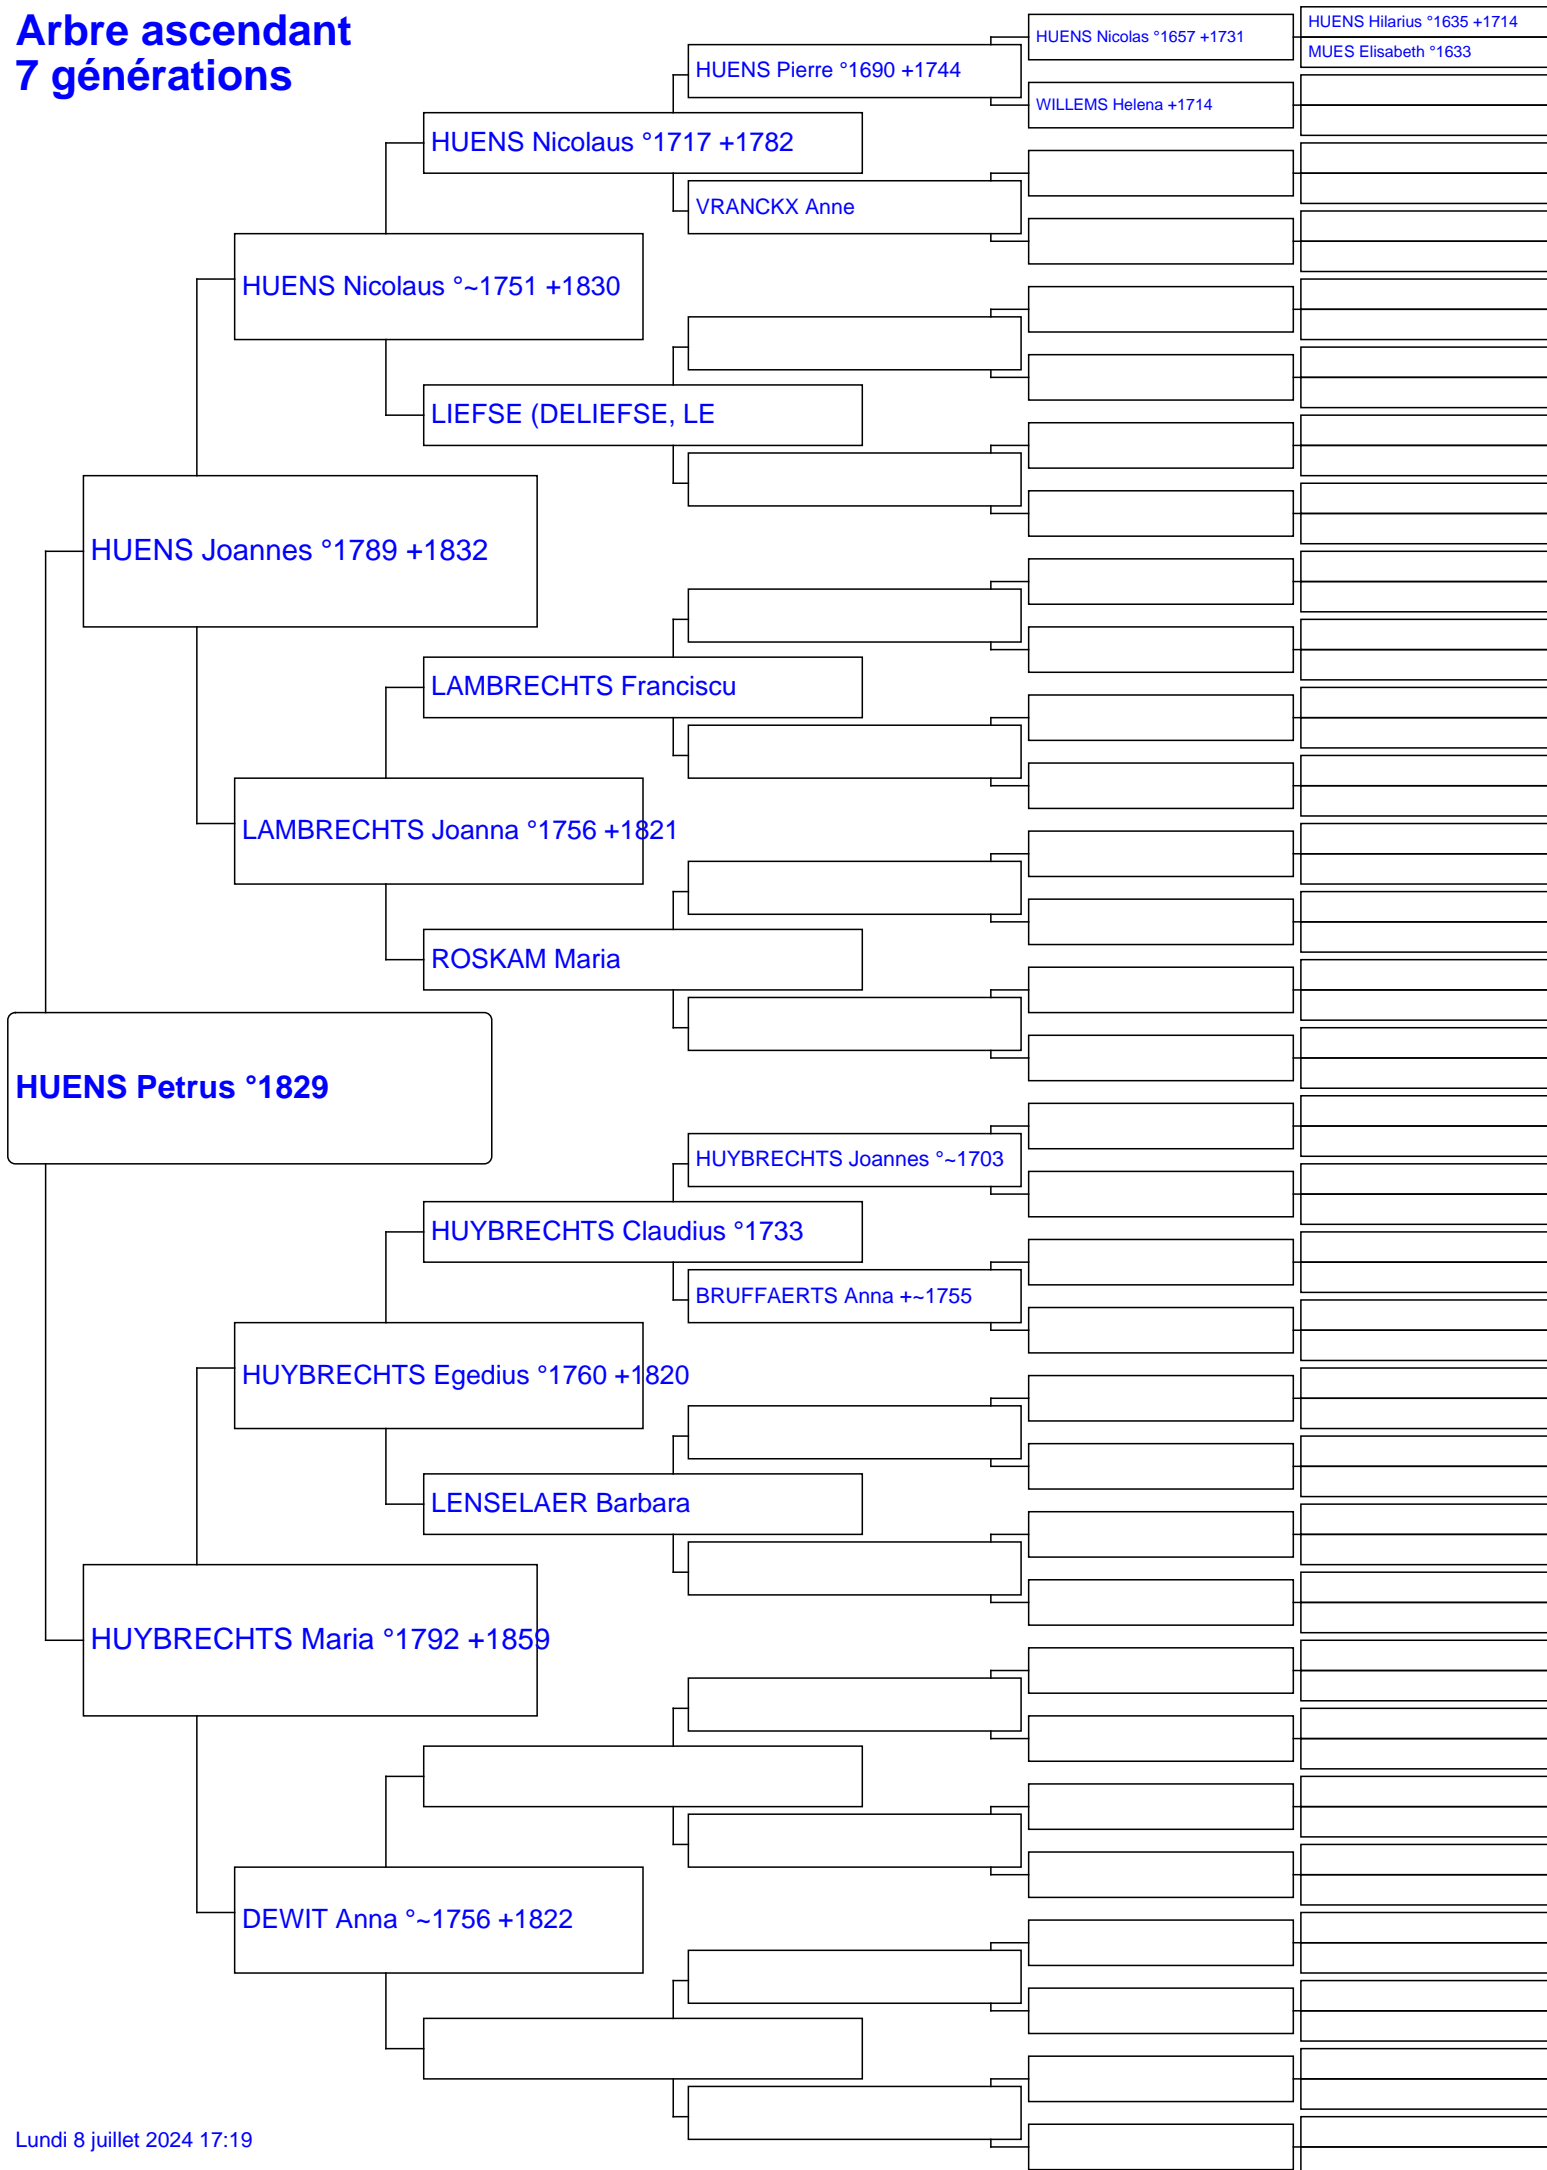 Arbre ascendant
7 générations
HUENS Nicolas °1657 +1731
HUENS Hilarius °1635 +1714
MUES Elisabeth °1633
HUENS Pierre °1690 +1744
WILLEMS Helena +1714
HUENS Nicolaus °1717 +1782
VRANCKX Anne
HUENS Nicolaus °~1751 +1830
LIEFSE (DELIEFSE, LE
HUENS Joannes °1789 +1832
LAMBRECHTS Franciscu
LAMBRECHTS Joanna °1756 +1821
ROSKAM Maria
HUENS Petrus °1829
HUYBRECHTS Joannes °~1703
HUYBRECHTS Claudius °1733
BRUFFAERTS Anna +~1755
HUYBRECHTS Egedius °1760 +1820
LENSELAER Barbara
HUYBRECHTS Maria °1792 +1859
DEWIT Anna °~1756 +1822
Lundi 8 juillet 2024 17:19